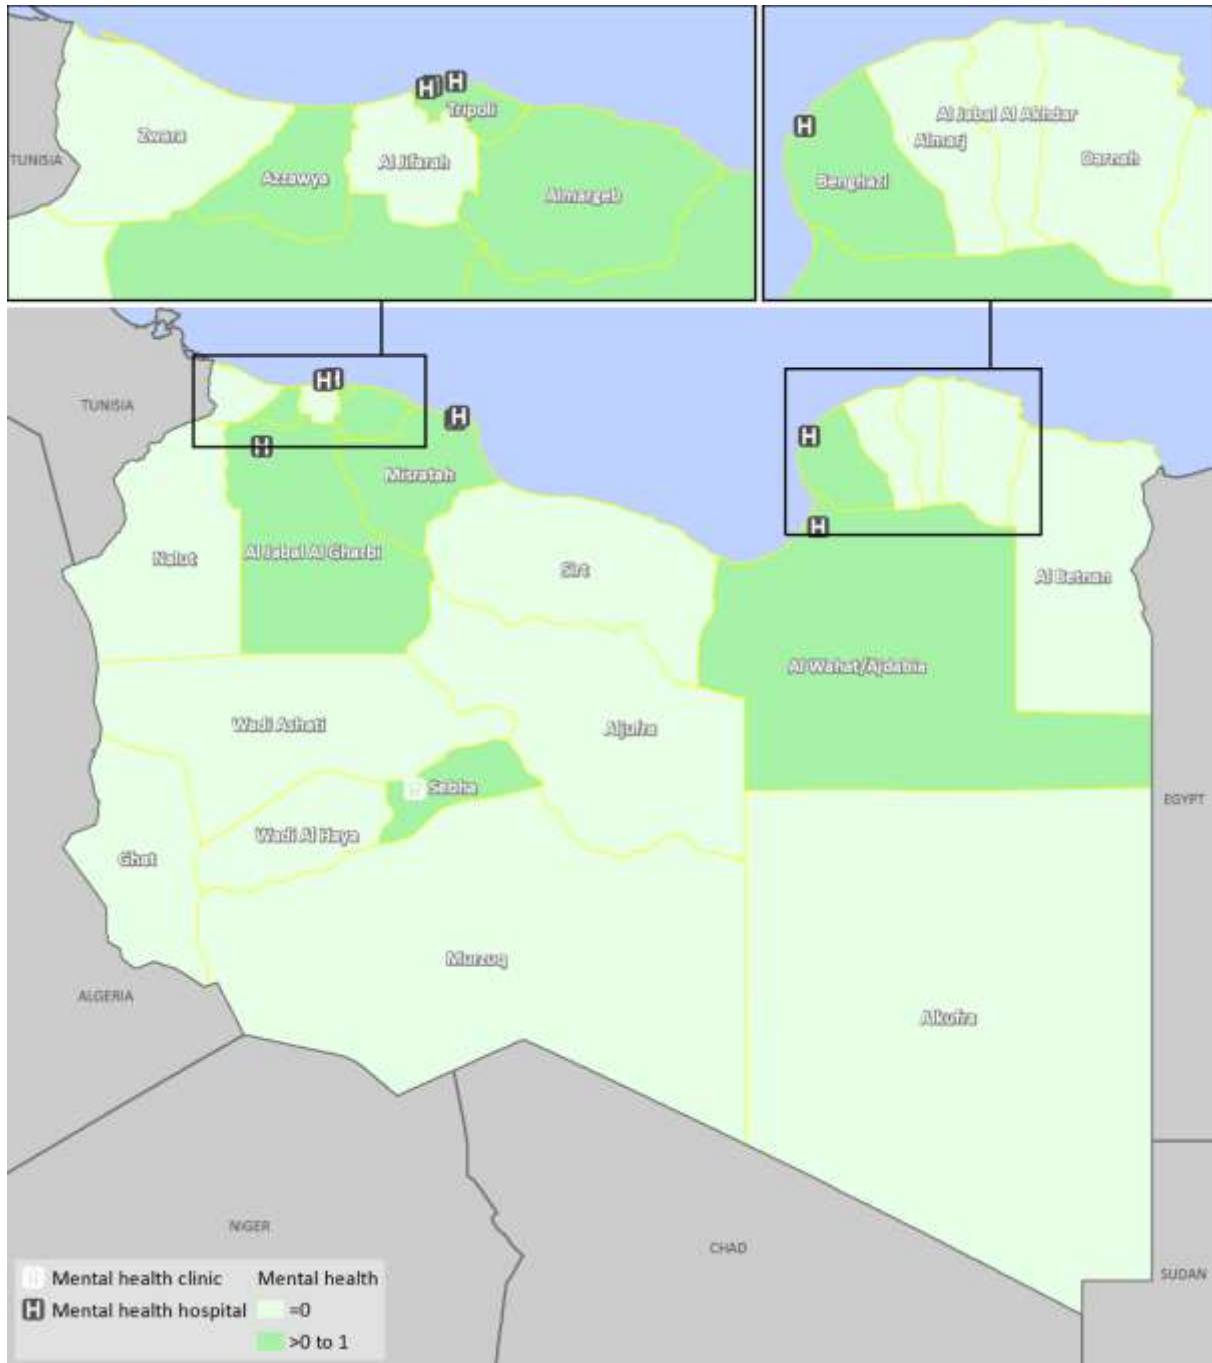 Tripoli
Zwara
TUNISIA
Al Jifarah
Azzawya
Almargeb
Al Jabal Al Akhdar
Almarj
Darnah
Benghazi
TUNISIA
Misratah
Nalut
Al Jabal Al Gharbi
Sirt
Al Betnan
Al Wahat/Ajdabia
Wadi Ashati
Aljufra
Sebha
EGYPT
Wadi Al Haya
Ghat
Murzuq
ALGERIA
Alkufra
NIGER
CHAD
SUDAN
Mental health clinic
Mental health hospital
Mental health
=0
>0 to 1